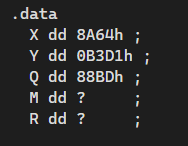 .data
X dd 8A64h ;
Y dd 0B3D1h ;
Q dd 88BDh ;
M dd ? ;
R dd ? ;